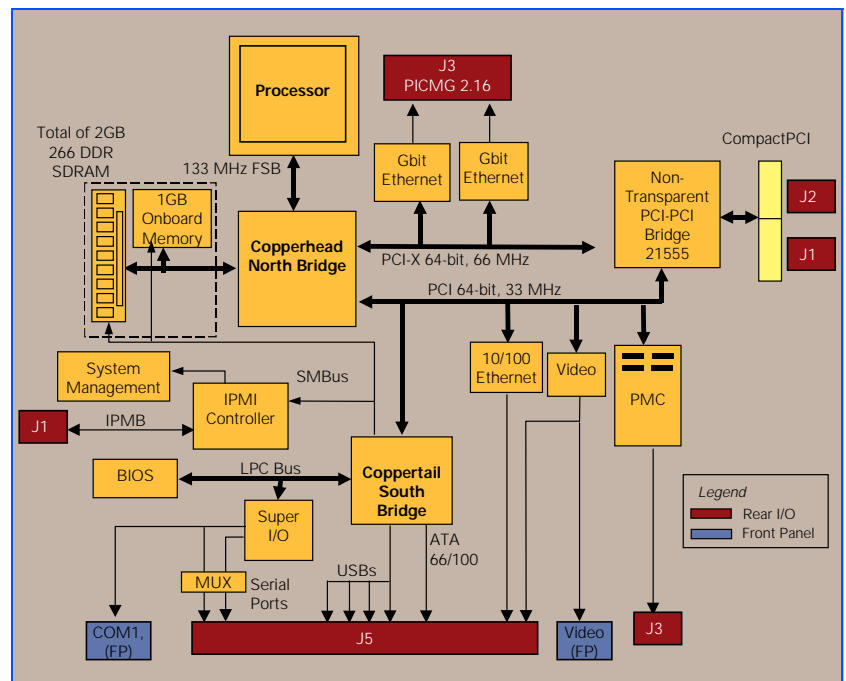 J3
PICMG 2.16
Processor
Total of 2GB
266 DDR
SDRAM
133 MHz FSB
Gbit
Ethernet
Gbit
Ethernet
CompactPCI
1GB
Onboard
Memory
Non-
Transparent
PCI-PCI
Bridge
21555
J2
J1
Copperhead
North Bridge
PCI-X 64-bit, 66 MHz
PCI 64-bit, 33 MHz
System
Management
SMBus
10/100
Ethernet
Video
PMC
IPMI
Controller
J1
IPMB
BIOS
LPC Bus
Coppertail
South
Bridge
Legend
Rear I/O
Front Panel
Super
I/O
ATA
66/100
MUX
Serial
Ports
USBs
COM1,
(FP)
J5
Video
(FP)
J3